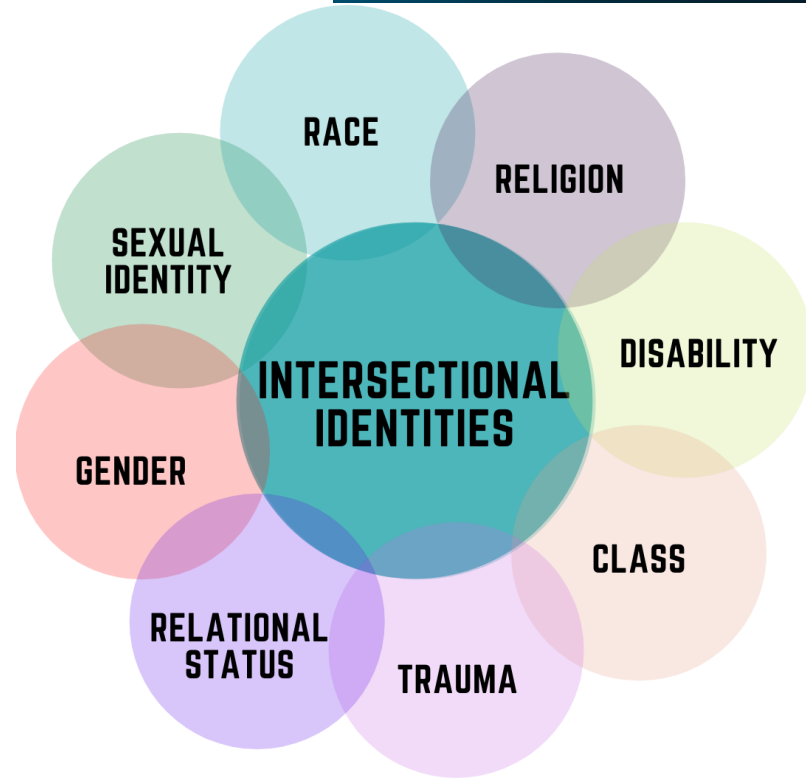 RACE
RELIGION
SEXUAL
IDENTITY
DISABILITY
INTERSECTIONAL
IDENTITIES
GENDER
CLASS
RELATIONAL
STATUS
TRAUMA